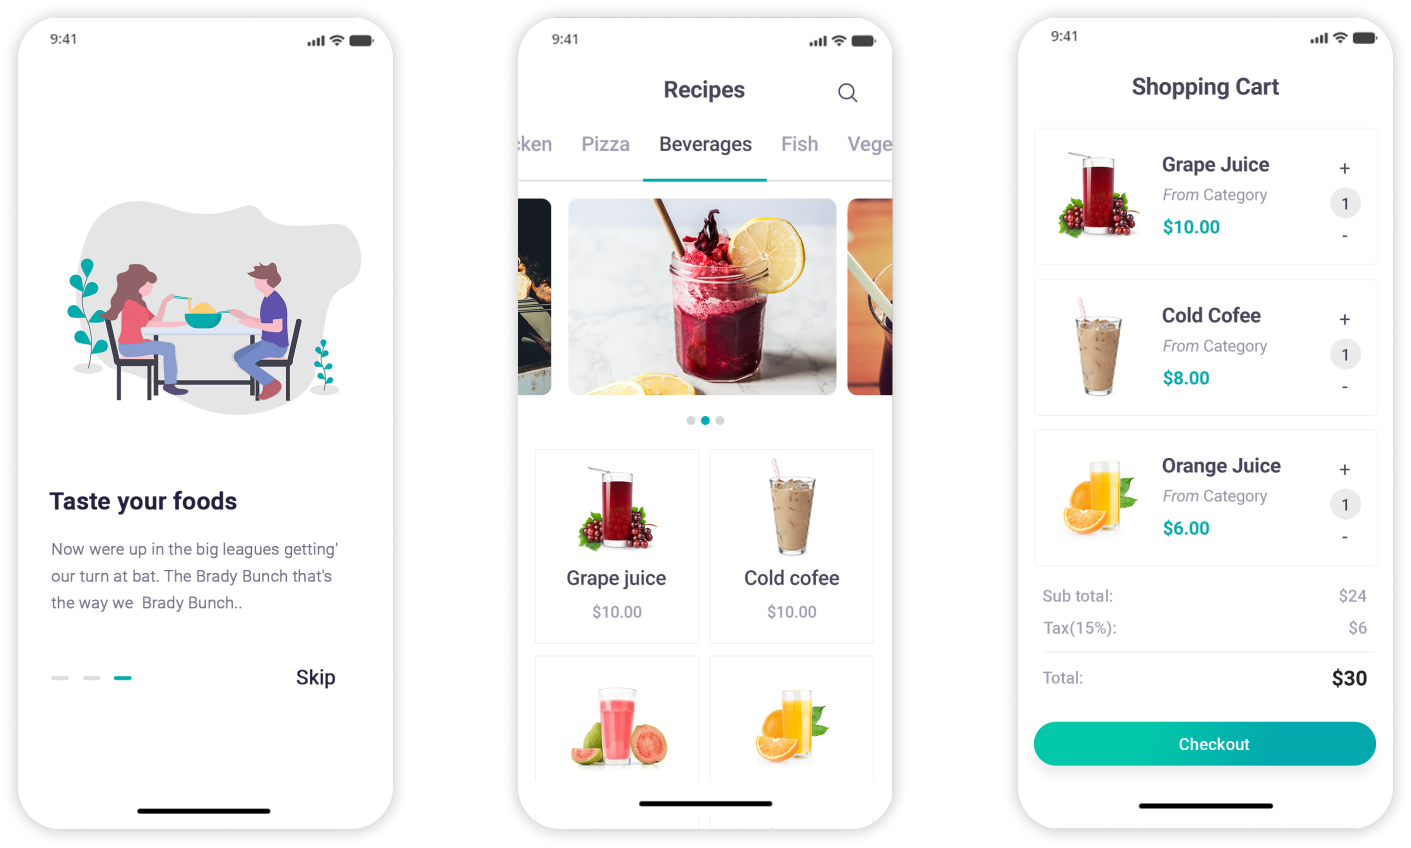 9:41
Taste your foods
Now were up in the big leagues getting'
our turn at bat. The Brady Bunch that's
the way we  Brady Bunch..
Skip
9:41
Recipes
cken Pizza Beverages Fish Vege
Grape juice
$10.00
Cold cofee
$10.00
9:41
Shopping Cart
Grape Juice
From Category
$10.00
+
1
-
Cold Cofee
From Category
$8.00
+
1
-
Orange Juice
From Category
$6.00
+
1
-
Sub total: $24
Tax(15%): $6
Total: $30
Checkout